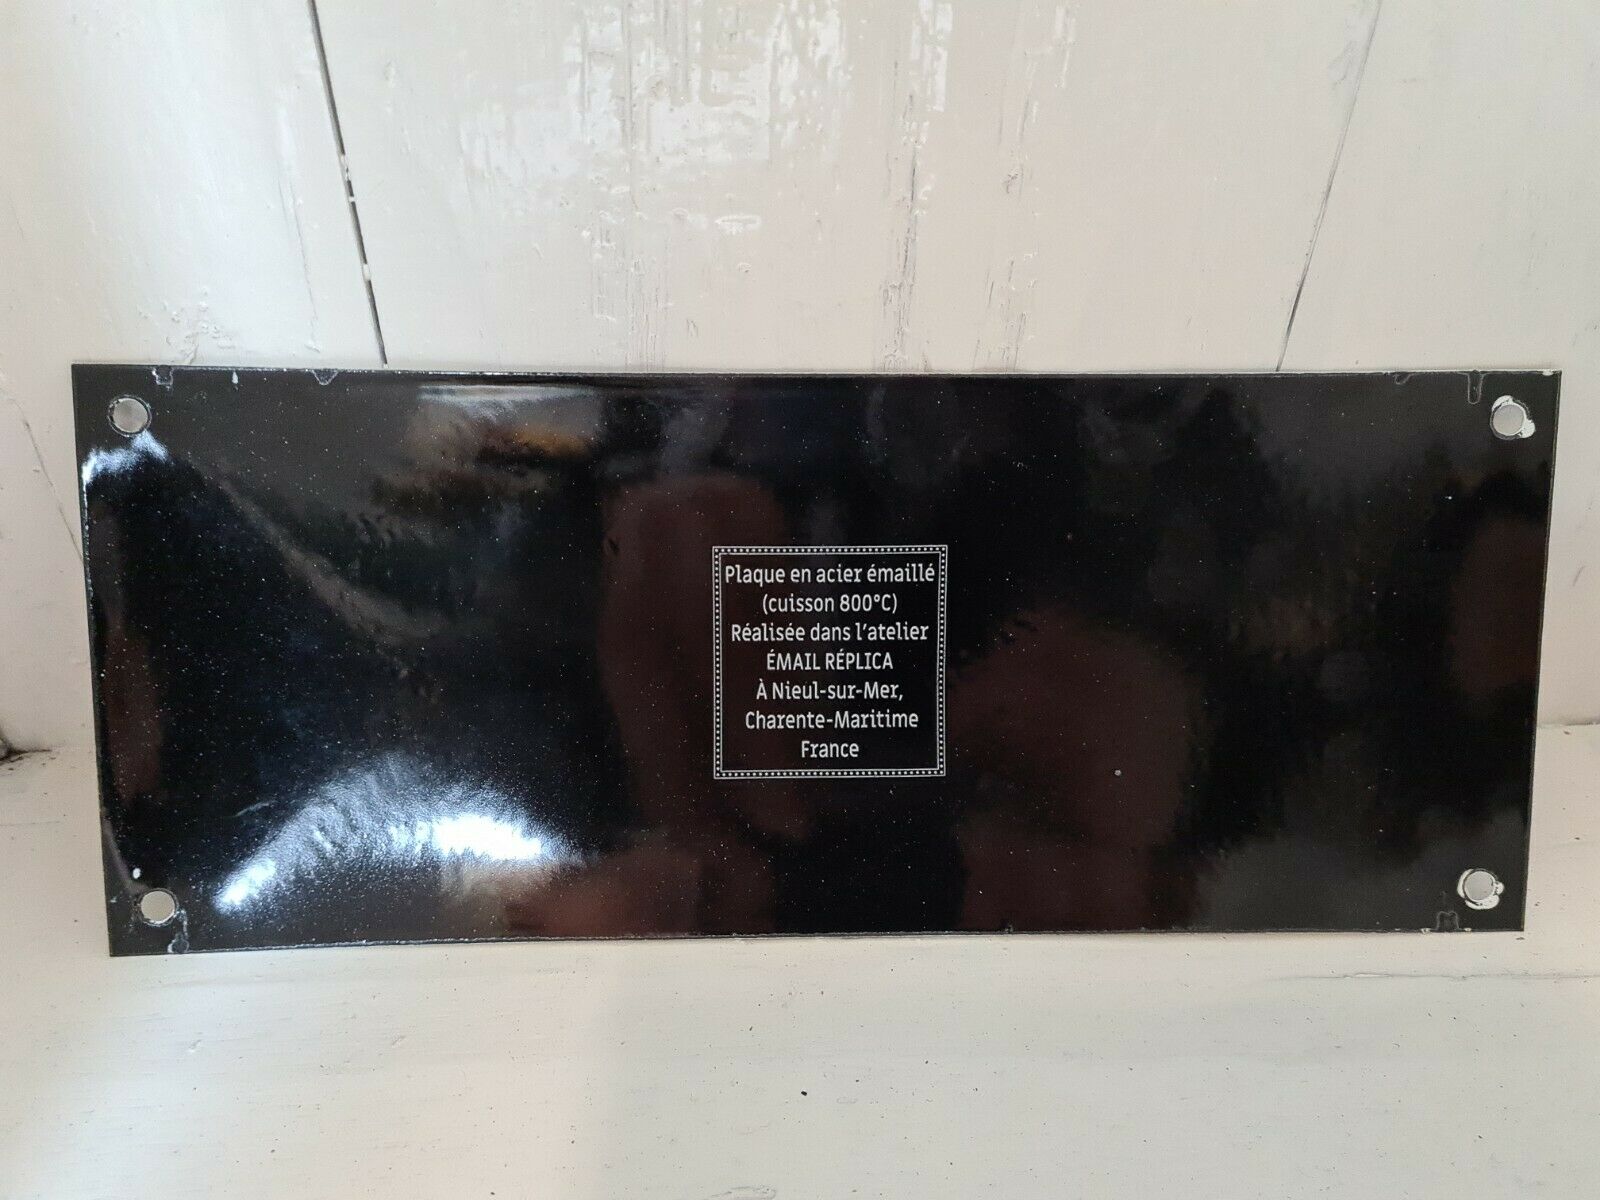 Plaque en acier émaillé
(cuisson 800°C)
Réalisée dans l'atelier
ÉMAIL RÉPLICA
À Nieul-sur-Mer,
Charente-Maritime
France